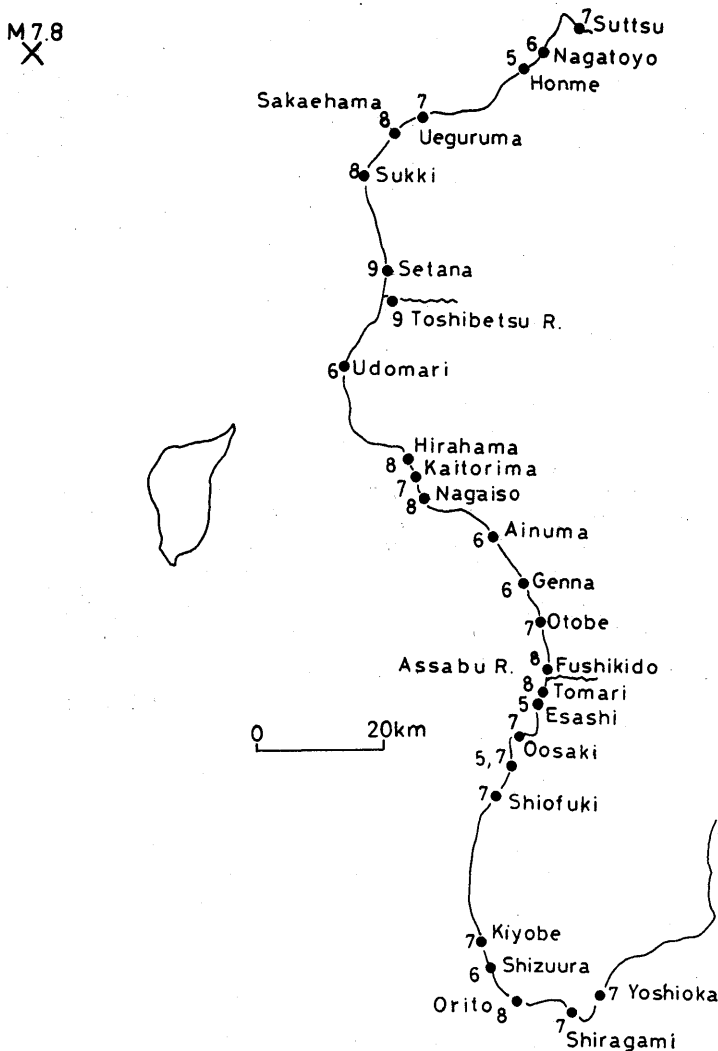 7 Suttsu
M 7.8
6 Nagatoyo
5 Honme
Sakaehama 8
7 Ueguruma
8 Sukki
9 Setana
9 Toshibetsu R.
6 Udomari
Hirahama
8 Kaitorima
7 Nagaiso
8
6 Ainuma
6 Genna
7 Otobe
Assabu R. 8 Fushikido
8 Tomari
5 Esashi
0 20km
7 Oosaki
5,7
7 Shiofuki
7 Kiyobe
6 Shizuura
Orito 8
7 Yoshioka
7 Shiragami